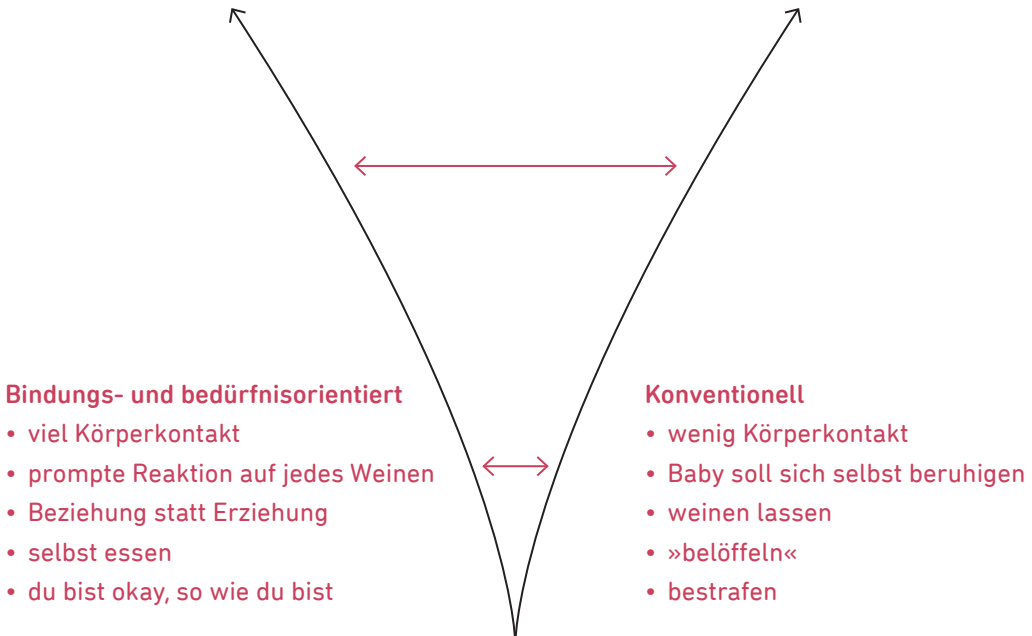 Bindungs- und bedürfnisorientiert
• viel Körperkontakt
• prompte Reaktion auf jedes Weinen
• Beziehung statt Erziehung
• selbst essen
• du bist okay, so wie du bist
Konventionell
• wenig Körperkontakt
• Baby soll sich selbst beruhigen
• weinen lassen
• »belöffeln«
• bestrafen